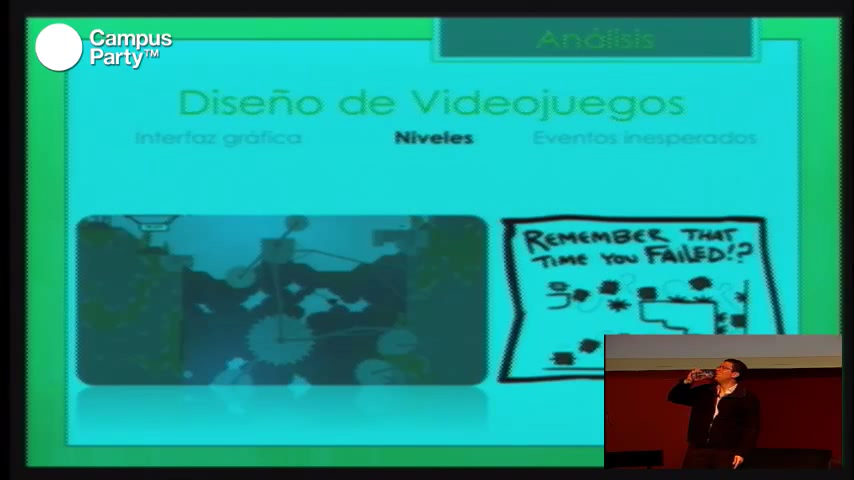 Campus
Party™
Análisis
Diseño de Videojuegos
Interfaz gráfica Niveles Eventos inesperados
REMEMBER THAT
TIME YOU FAILED!?